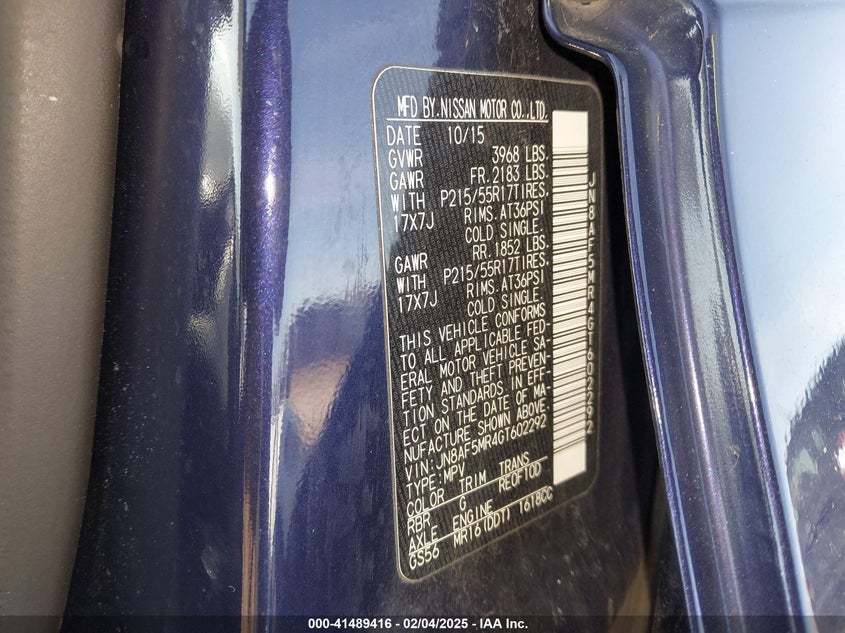 MFD BY.NISSAN MOTOR CO.,LTD.
DATE 10/15
GVWR 3968 LBS.
GAWR FR. 2183 LBS.
WITH P215/55R17TIRES.
17X7J RIMS. AT36PSI
COLD SINGLE.
GAWR RR. 1852 LBS.
WITH P215/55R17TIRES.
17X7J RIMS. AT36PSI
COLD SINGLE.
THIS VEHICLE CONFORMS
TO ALL APPLICABLE FED-
ERAL MOTOR VEHICLE SA-
FETY AND THEFT PREVEN-
TION STANDARDS IN EFF-
ECT ON THE DATE OF MA-
NUFACTURE SHOWN ABOVE.
VIN: JN8AF5MR4GT602292
TYPE: MPV
COLOR TRIM TRANS
RBR G RE0F10D
AXLE ENGINE
GS56 MR16(DDT) 1618CC
JN8AF5MR4GT602292
000-41489416 - 02/04/2025 - IAA Inc.